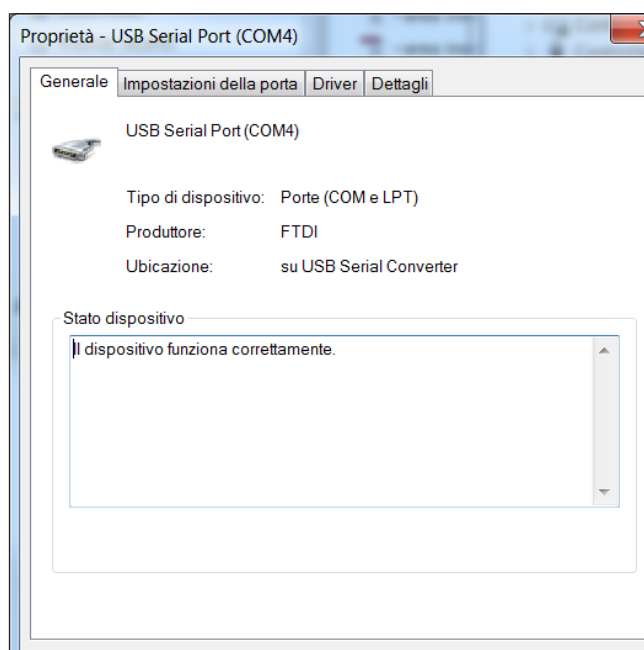 Proprietà - USB Serial Port (COM4)
Generale Impostazioni della porta Driver Dettagli
USB Serial Port (COM4)
Tipo di dispositivo: Porte (COM e LPT)
Produttore: FTDI
Ubicazione: su USB Serial Converter
Stato dispositivo
Il dispositivo funziona correttamente.